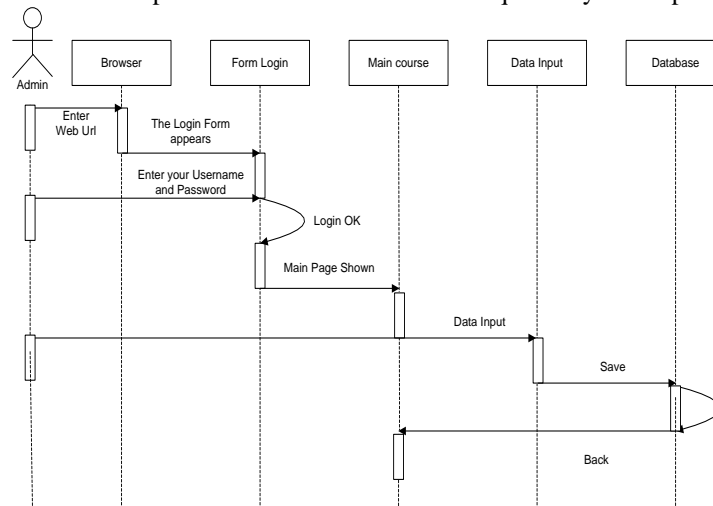 Browser
Form Login
Main course
Data Input
Database
Admin
Enter
Web Url
The Login Form
appears
Enter your Username
and Password
Login OK
Main Page Shown
Data Input
Save
Back